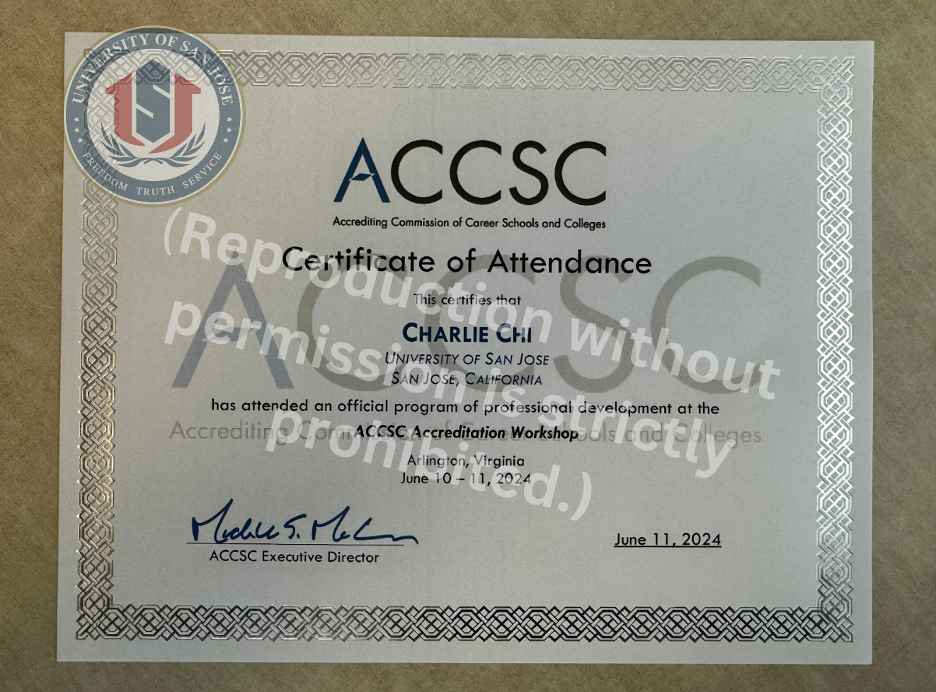 UNIVERSITY OF SAN JOSE
FREEDOM TRUTH SERVICE
ACCSC
Accrediting Commission of Career Schools and Colleges
Certificate of Attendance
This certifies that
CHARLIE CHI
UNIVERSITY OF SAN JOSE
SAN JOSE, CALIFORNIA
has attended an official program of professional development at the
ACCSC Accreditation Workshop
Arlington, Virginia
June 10 – 11, 2024
ACCSC Executive Director
June 11, 2024
ACCSC
(Reproduction without
permission is strictly
prohibited.)